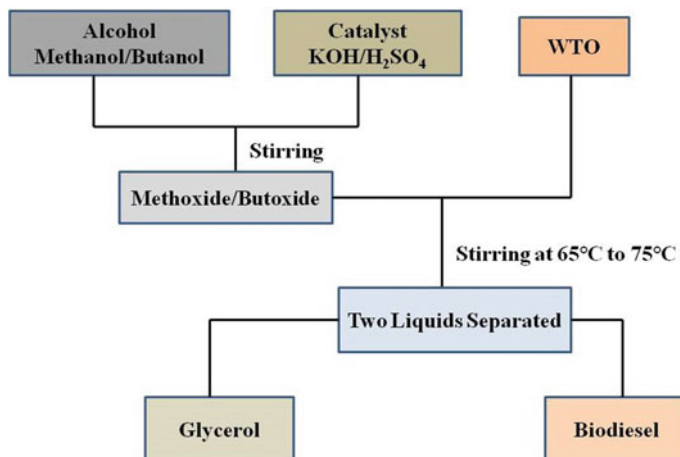 Alcohol
Methanol/Butanol
Catalyst
KOH/H₂SO₄
WTO
Stirring
Methoxide/Butoxide
Stirring at 65°C to 75°C
Two Liquids Separated
Glycerol
Biodiesel